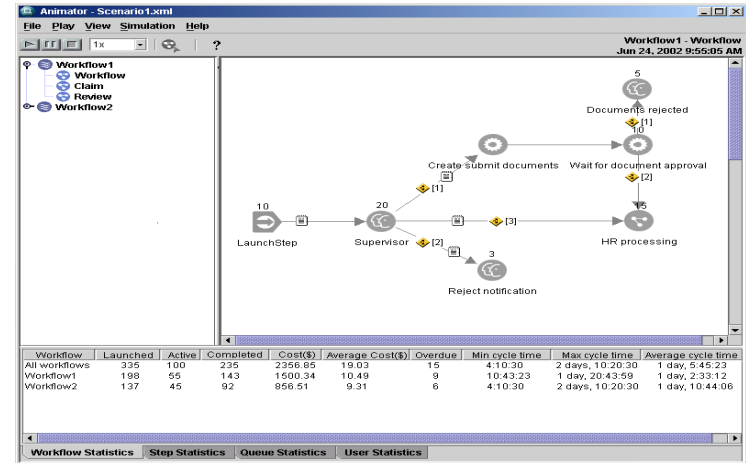 Animator - Scenario1.xml
File Play View Simulation Help
1x
?
Workflow1 - Workflow
Jun 24, 2002 9:55:05 AM
Workflow1
Workflow
Claim
Review
Workflow2
5
Documents rejected
[1]
10
Create submit documents
Wait for document approval
[1]
[2]
10
20
15
[3]
LaunchStep
Supervisor
[2]
HR processing
3
Reject notification
Workflow Launched Active Completed Cost($) Average Cost($) Overdue Min cycle time Max cycle time Average cycle time
All workflows 335 100 235 2356.85 19.03 15 4:10:30 2 days, 10:20:30 1 day, 5:45:23
Workflow1 198 55 143 1500.34 10.49 9 10:43:23 1 day, 20:43:59 1 day, 2:33:12
Workflow2 137 45 92 856.51 9.31 6 4:10:30 2 days, 10:20:30 1 day, 10:44:06
Workflow Statistics Step Statistics Queue Statistics User Statistics